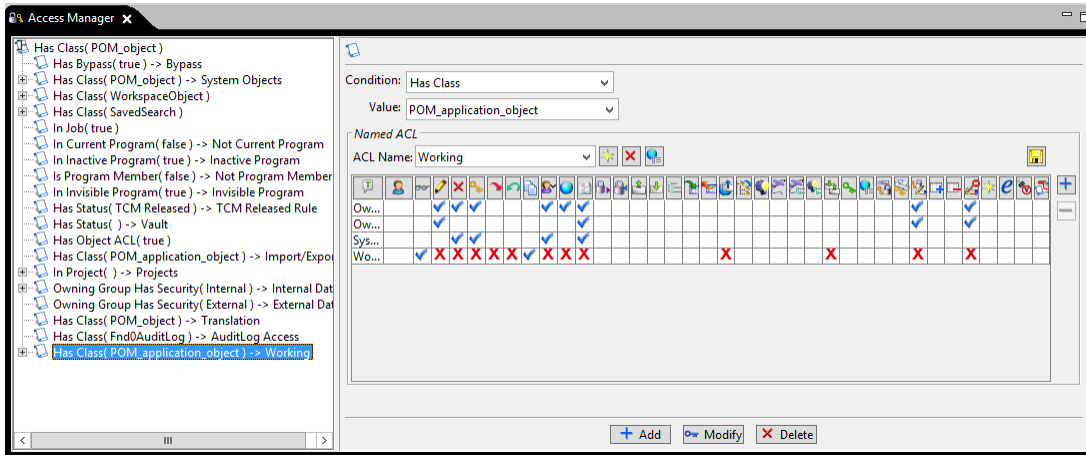 Access Manager
Has Class( POM_object )
Has Bypass( true ) -> Bypass
Has Class( POM_object ) -> System Objects
Has Class( WorkspaceObject )
Has Class( SavedSearch )
In Job( true )
In Current Program( false ) -> Not Current Program
In Inactive Program( true ) -> Inactive Program
Is Program Member( false ) -> Not Program Member
In Invisible Program( true ) -> Invisible Program
Has Status( TCM Released ) -> TCM Released Rule
Has Status( ) -> Vault
Has Object ACL( true )
Has Class( POM_application_object ) -> Import/Expor
In Project( ) -> Projects
Owning Group Has Security( Internal ) -> Internal Dat
Owning Group Has Security( External ) -> External Dat
Has Class( POM_object ) -> Translation
Has Class( Fnd0AuditLog ) -> AuditLog Access
Has Class( POM_application_object ) -> Working
Condition: Has Class
Value: POM_application_object
Named ACL
ACL Name: Working
Ow...
Ow...
Sys...
Wo...
Add Modify Delete